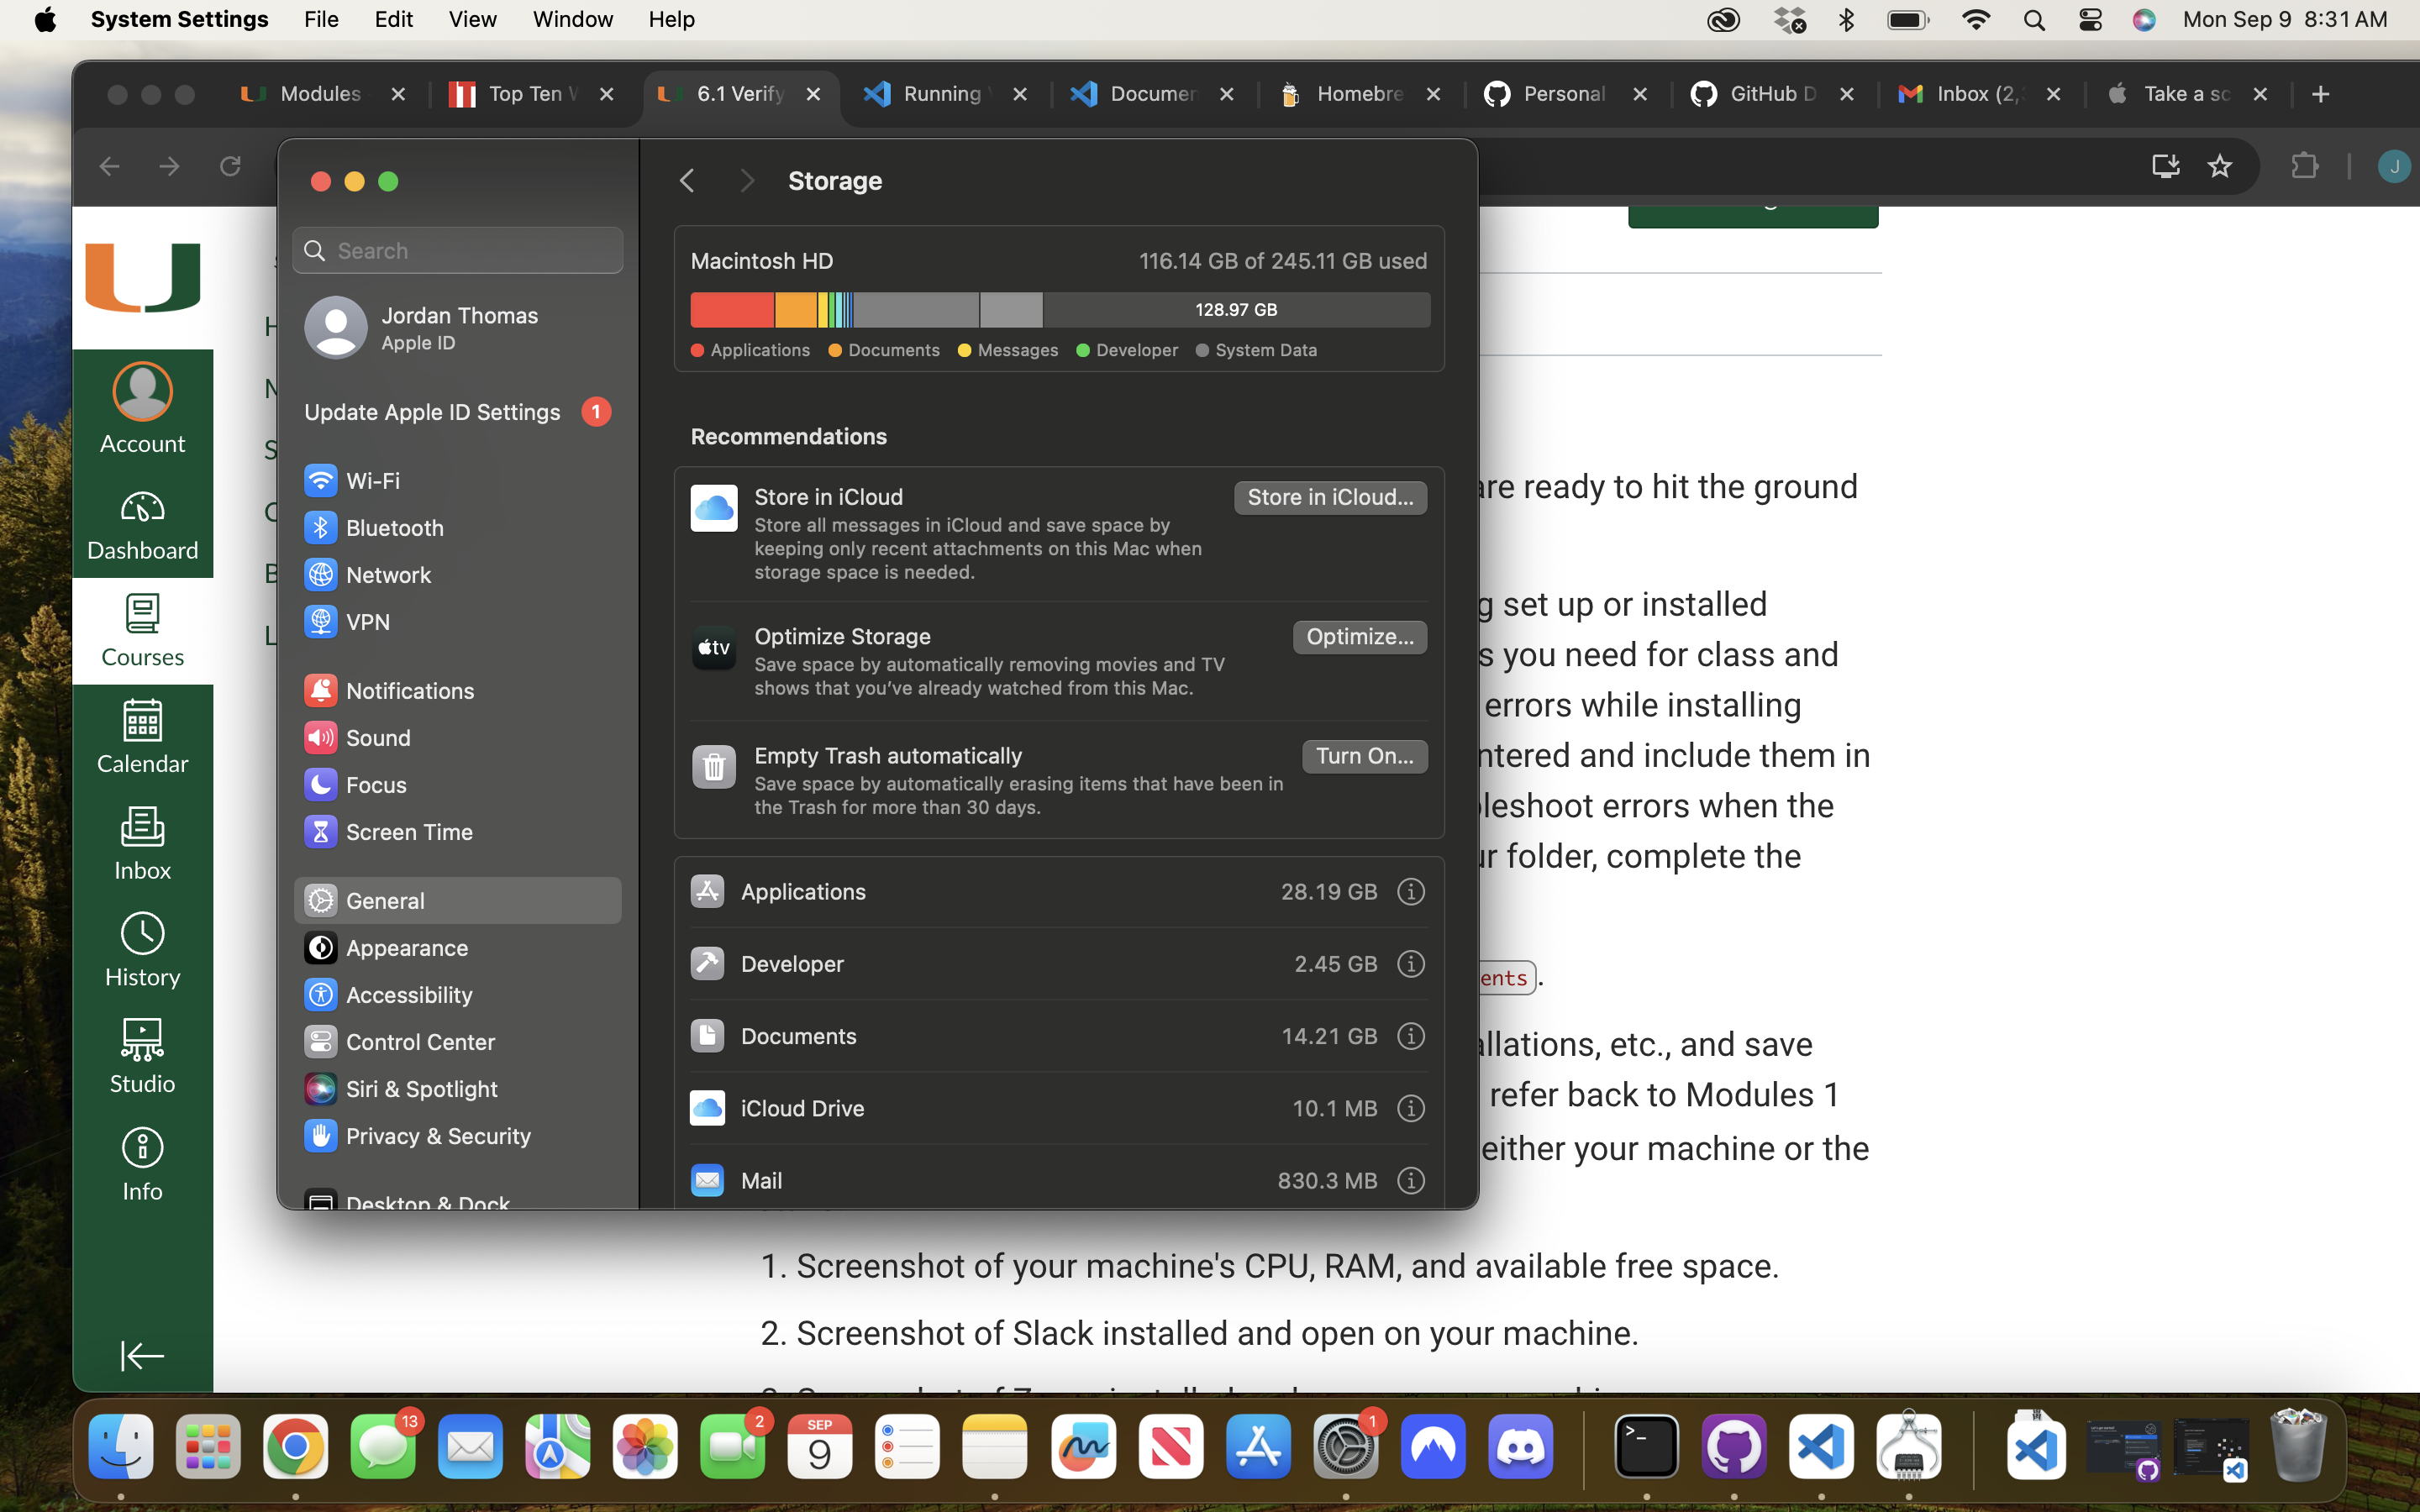 System Settings File Edit View Window Help Mon Sep 9 8:31 AM
Modules Top Ten 6.1 Verify Running Documen Homebre Personal GitHub D Inbox (2, Take a sc
J
Storage
Search
Jordan Thomas
Apple ID
Update Apple ID Settings 1
Wi-Fi
Bluetooth
Network
VPN
Notifications
Sound
Focus
Screen Time
General
Appearance
Accessibility
Control Center
Siri & Spotlight
Privacy & Security
Desktop & Dock
Macintosh HD 116.14 GB of 245.11 GB used
128.97 GB
Applications Documents Messages Developer System Data
Recommendations
Store in iCloud Store in iCloud...
Store all messages in iCloud and save space by
keeping only recent attachments on this Mac when
storage space is needed.
tv
Optimize Storage Optimize...
Save space by automatically removing movies and TV
shows that you've already watched from this Mac.
Empty Trash automatically Turn On...
Save space by automatically erasing items that have been in
the Trash for more than 30 days.
Applications 28.19 GB
Developer 2.45 GB
Documents 14.21 GB
iCloud Drive 10.1 MB
Mail 830.3 MB
Account
Dashboard
Courses
Calendar
Inbox
History
Studio
Info
H
N
S
C
B
L
are ready to hit the ground
g set up or installed
s you need for class and
errors while installing
ntered and include them in
leshoot errors when the
ur folder, complete the
ents.
allations, etc., and save
refer back to Modules 1
either your machine or the
1. Screenshot of your machine's CPU, RAM, and available free space.
2. Screenshot of Slack installed and open on your machine.
13 2 SEP 9 1